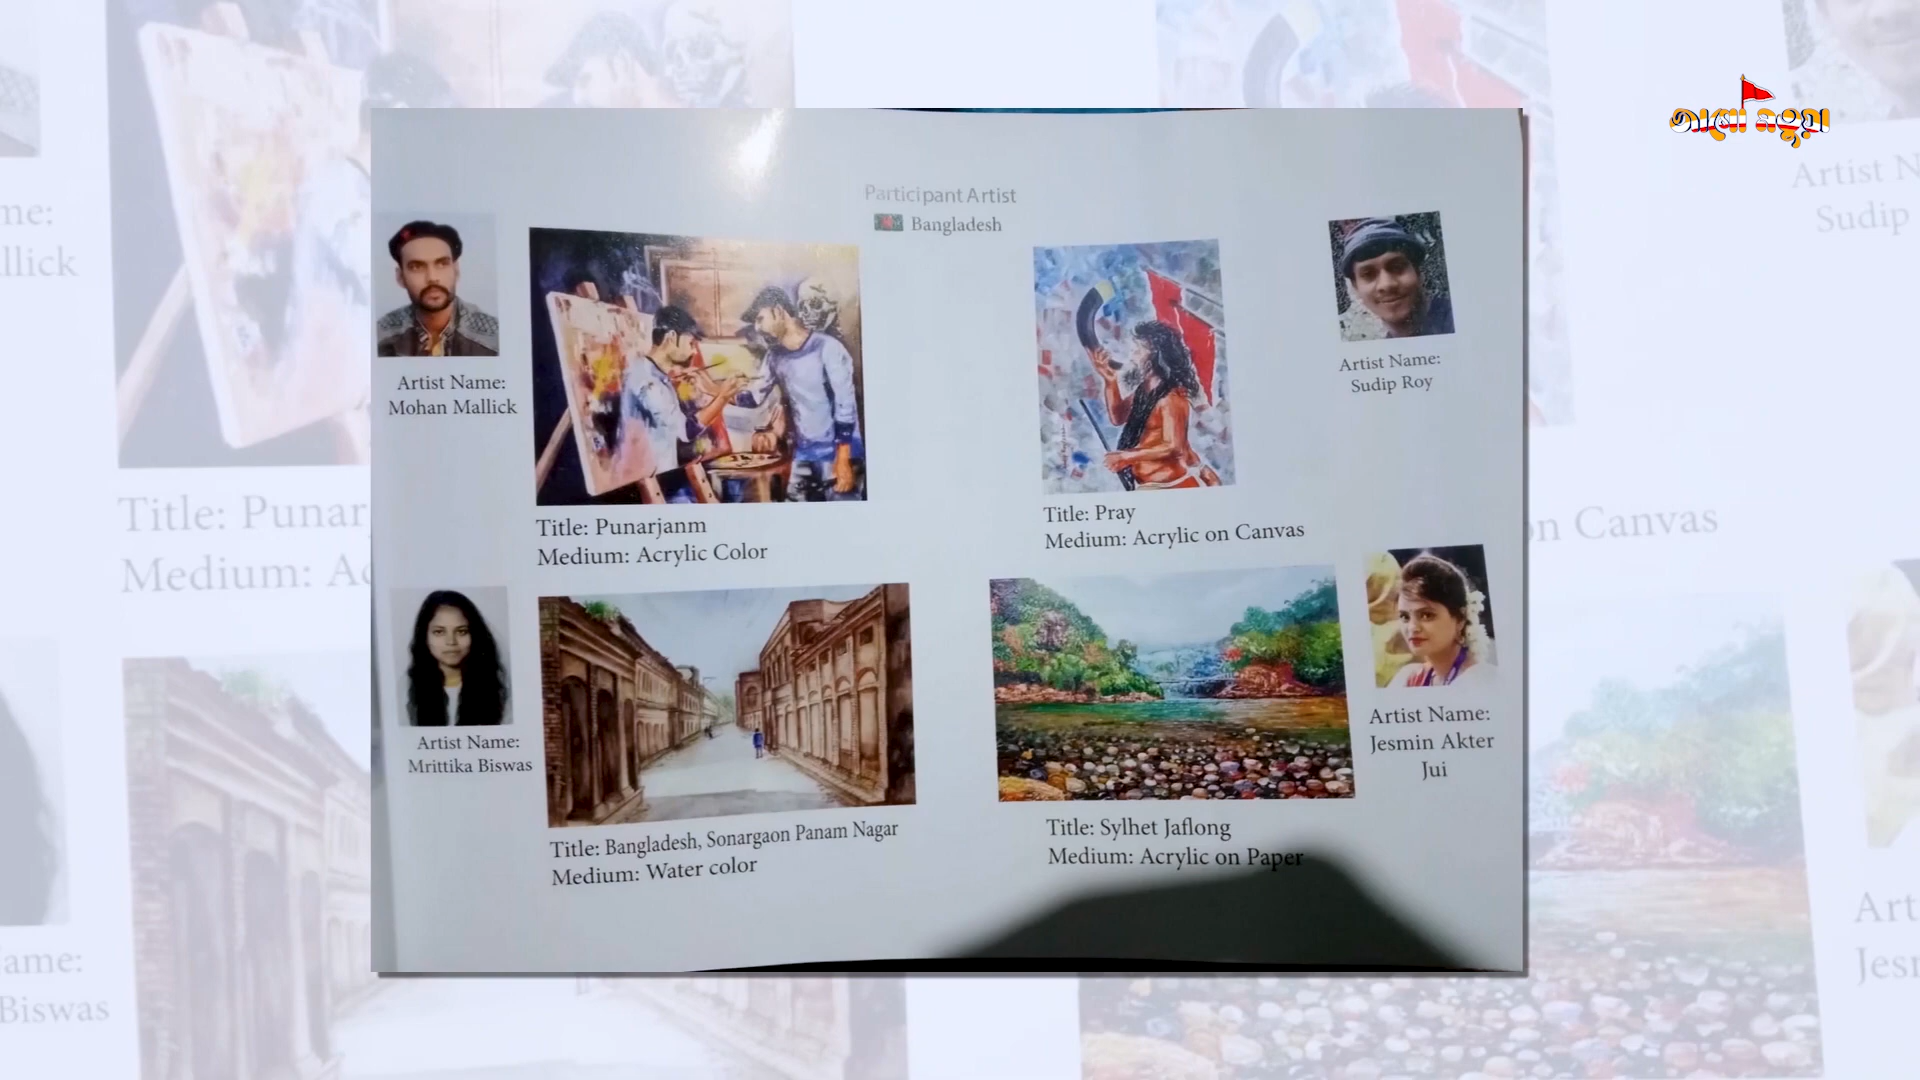 Participant Artist
Bangladesh
Artist Name:
Mohan Mallick
Title: Punarjanm
Medium: Acrylic Color
Title: Pray
Medium: Acrylic on Canvas
Artist Name:
Sudip Roy
Artist Name:
Mrittika Biswas
Title: Bangladesh, Sonargaon Panam Nagar
Medium: Water color
Title: Sylhet Jaflong
Medium: Acrylic on Paper
Artist Name:
Jesmin Akter
Jui